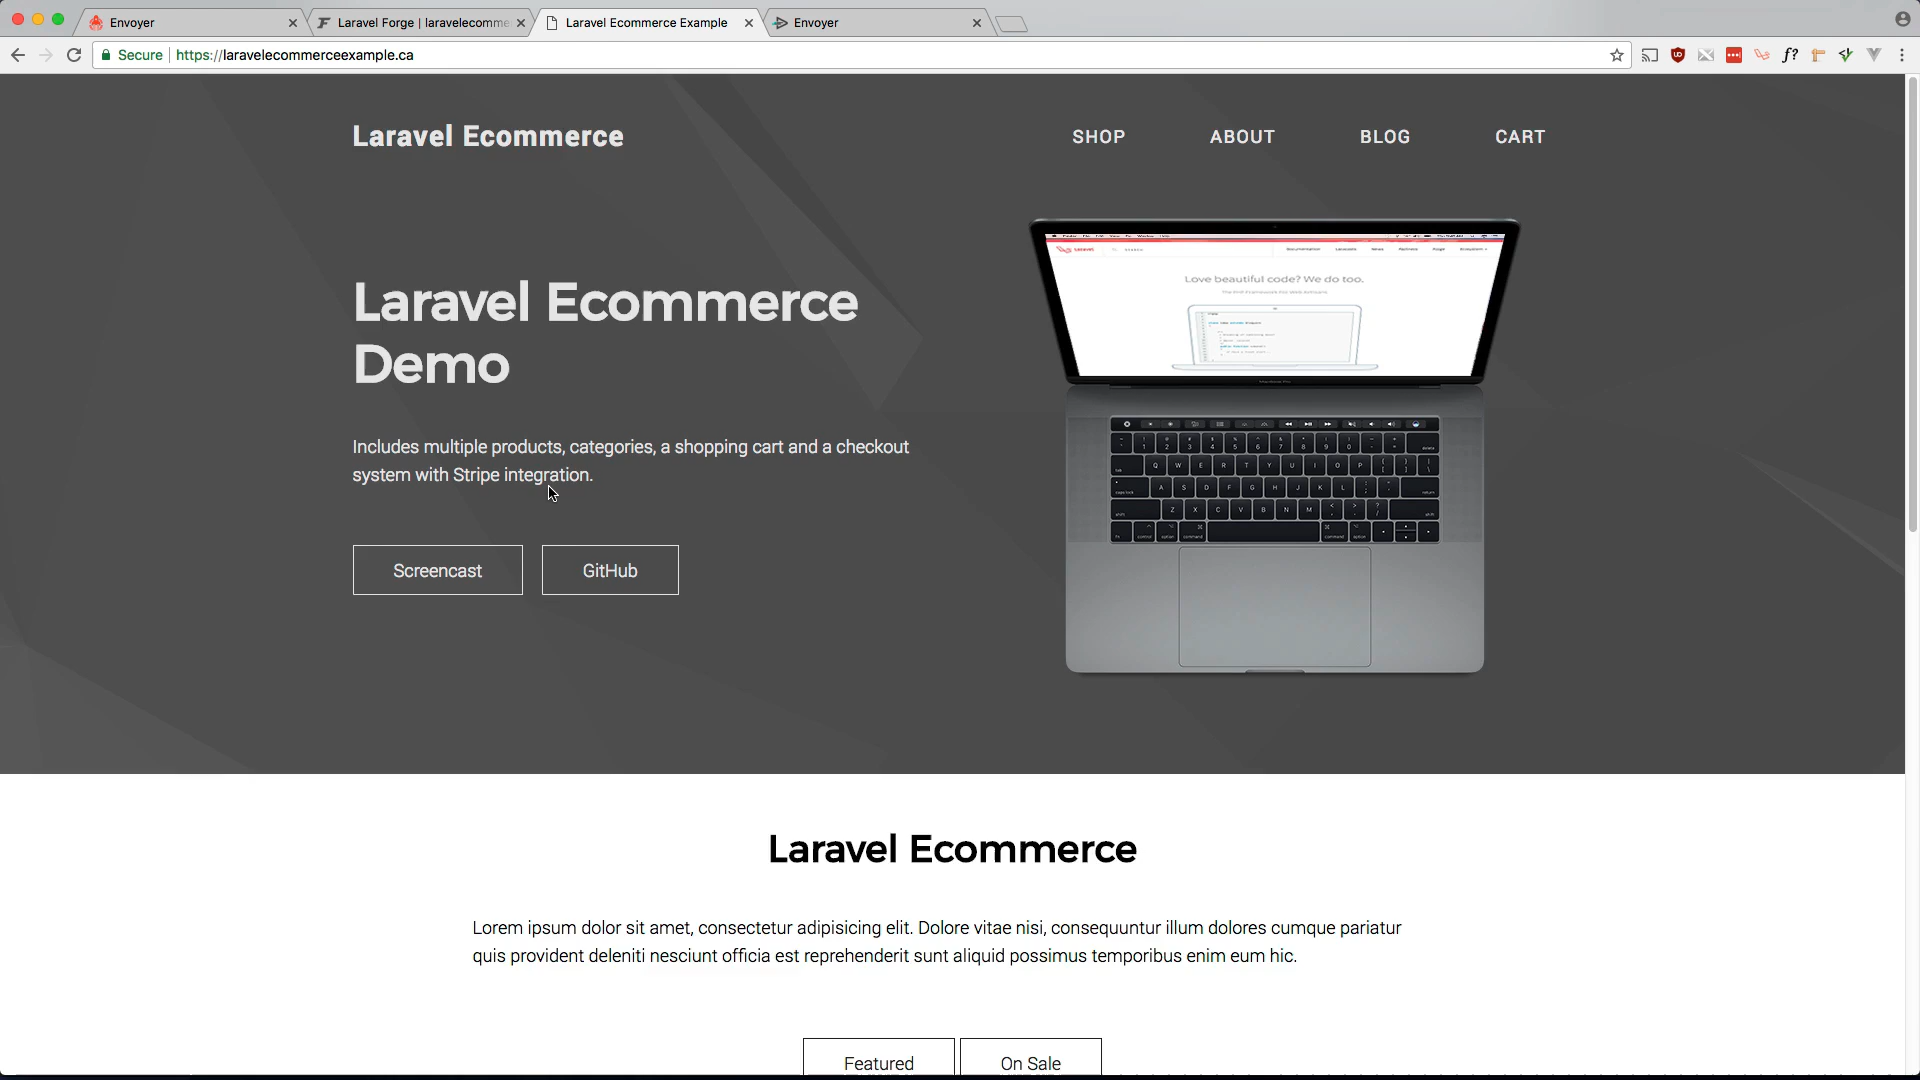 Envoyer
Laravel Forge | laravelecomme
Laravel Ecommerce Example
Envoyer
Secure
https://laravelecommerceexample.ca
Laravel Ecommerce
SHOP
ABOUT
BLOG
CART
Laravel Ecommerce
Demo
Includes multiple products, categories, a shopping cart and a checkout
system with Stripe integration.
Screencast
GitHub
Love beautiful code? We do too.
Q W E R T Y U I O P
A S D F G H J K L
Z X C V B N M
Laravel Ecommerce
Lorem ipsum dolor sit amet, consectetur adipisicing elit. Dolore vitae nisi, consequuntur illum dolores cumque pariatur
quis provident deleniti nesciunt officia est reprehenderit sunt aliquid possimus temporibus enim eum hic.
Featured
On Sale